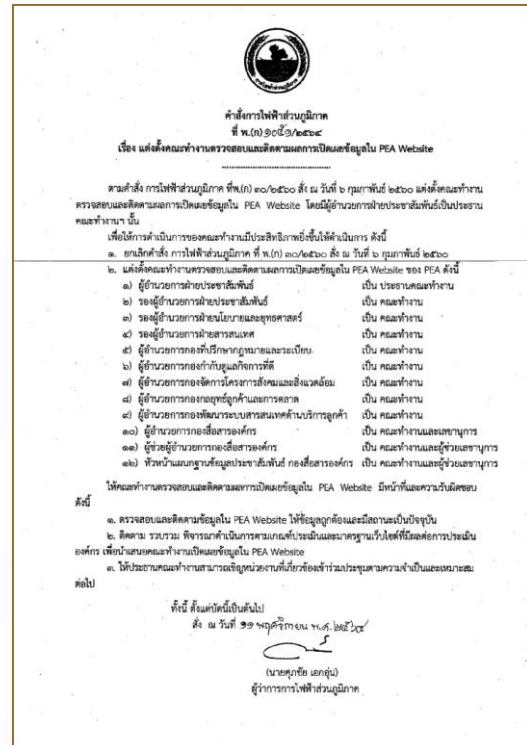 คำสั่งการไฟฟ้าส่วนภูมิภาค
ที่ พ.(ก) ๑๐๕๑/๒๕๖๔
เรื่อง แต่งตั้งคณะทำงานตรวจสอบและติดตามผลการเปิดเผยข้อมูลใน PEA Website
ตามคำสั่ง การไฟฟ้าส่วนภูมิภาค ที่พ.(ก) ๓๐/๒๕๖๐ สั่ง ณ วันที่ ๖ กุมภาพันธ์ ๒๕๖๐ แต่งตั้งคณะทำงาน
ตรวจสอบและติดตามผลการเปิดเผยข้อมูลใน PEA Website โดยมีผู้อำนวยการฝ่ายประชาสัมพันธ์เป็นประธาน
คณะทำงานฯ นั้น
เพื่อให้การดำเนินการของคณะทำงานมีประสิทธิภาพยิ่งขึ้นให้ดำเนินการ ดังนี้
๑. ยกเลิกคำสั่ง การไฟฟ้าส่วนภูมิภาค ที่ พ.(ก) ๓๐/๒๕๖๐ สั่ง ณ วันที่ ๖ กุมภาพันธ์ ๒๕๖๐
๒. แต่งตั้งคณะทำงานตรวจสอบและติดตามผลการเปิดเผยข้อมูลใน PEA Website ของ PEA ดังนี้
๑) ผู้อำนวยการฝ่ายประชาสัมพันธ์ เป็น ประธานคณะทำงาน
๒) รองผู้อำนวยการฝ่ายประชาสัมพันธ์ เป็น คณะทำงาน
๓) รองผู้อำนวยการฝ่ายนโยบายและยุทธศาสตร์ เป็น คณะทำงาน
๔) รองผู้อำนวยการฝ่ายสารสนเทศ เป็น คณะทำงาน
๕) ผู้อำนวยการกองที่ปรึกษากฎหมายและระเบียบ เป็น คณะทำงาน
๖) ผู้อำนวยการกองกำกับดูแลกิจการที่ดี เป็น คณะทำงาน
๗) ผู้อำนวยการกองจัดการโครงการสังคมและสิ่งแวดล้อม เป็น คณะทำงาน
๘) ผู้อำนวยการกองกลยุทธ์ลูกค้าและการตลาด เป็น คณะทำงาน
๙) ผู้อำนวยการกองพัฒนาระบบสารสนเทศด้านบริการลูกค้า เป็น คณะทำงาน
๑๐) ผู้อำนวยการกองสื่อสารองค์กร เป็น คณะทำงานและเลขานุการ
๑๑) ผู้ช่วยผู้อำนวยการกองสื่อสารองค์กร เป็น คณะทำงานและผู้ช่วยเลขานุการ
๑๒) หัวหน้าแผนกฐานข้อมูลประชาสัมพันธ์ กองสื่อสารองค์กร เป็น คณะทำงานและผู้ช่วยเลขานุการ
ให้คณะทำงานตรวจสอบและติดตามผลการเปิดเผยข้อมูลใน PEA Website มีหน้าที่และความรับผิดชอบ
ดังนี้
๑. ตรวจสอบและติดตามข้อมูลใน PEA Website ให้ข้อมูลถูกต้องและมีสถานะเป็นปัจจุบัน
๒. ติดตาม รวบรวม พิจารณาดำเนินการตามเกณฑ์ประเมินและมาตรฐานเว็บไซต์ที่มีผลต่อการประเมิน
องค์กร เพื่อนำเสนอคณะทำงานเปิดเผยข้อมูลใน PEA Website
๓. ให้ประธานคณะทำงานสามารถเชิญหน่วยงานที่เกี่ยวข้องเข้าร่วมประชุมตามความจำเป็นและเหมาะสม
ต่อไป
ทั้งนี้ ตั้งแต่บัดนี้เป็นต้นไป
สั่ง ณ วันที่ ๑๑ พฤศจิกายน พ.ศ. ๒๕๖๔
(นายศุภชัย เอกอุ่น)
ผู้ว่าการการไฟฟ้าส่วนภูมิภาค